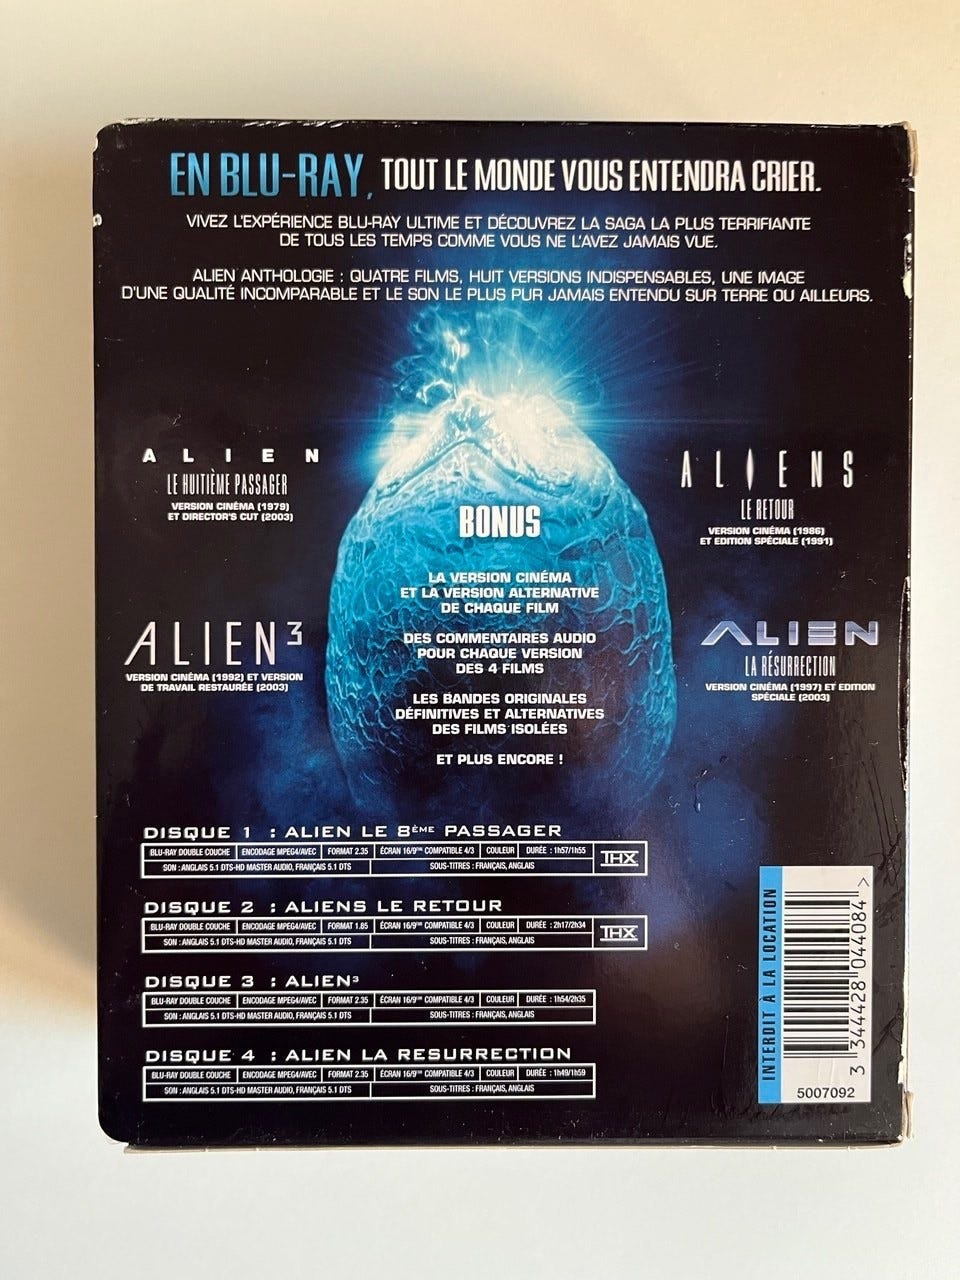 EN BLU-RAY, TOUT LE MONDE VOUS ENTENDRA CRIER.
VIVEZ L'EXPÉRIENCE BLU-RAY ULTIME ET DÉCOUVREZ LA SAGA LA PLUS TERRIFIANTE
DE TOUS LES TEMPS COMME VOUS NE L'AVEZ JAMAIS VUE.
ALIEN ANTHOLOGIE : QUATRE FILMS, HUIT VERSIONS INDISPENSABLES, UNE IMAGE
D'UNE QUALITÉ INCOMPARABLE ET LE SON LE PLUS PUR JAMAIS ENTENDU SUR TERRE OU AILLEURS.
ALIEN
LE HUITIÈME PASSAGER
VERSION CINÉMA (1979)
ET DIRECTOR'S CUT (2003)
ALIENS
LE RETOUR
VERSION CINÉMA (1986)
ET EDITION SPÉCIALE (1991)
BONUS
LA VERSION CINÉMA
ET LA VERSION ALTERNATIVE
DE CHAQUE FILM
DES COMMENTAIRES AUDIO
POUR CHAQUE VERSION
DES 4 FILMS
LES BANDES ORIGINALES
DÉFINITIVES ET ALTERNATIVES
DES FILMS ISOLÉES
ET PLUS ENCORE !
ALIEN³
VERSION CINÉMA (1992) ET VERSION
DE TRAVAIL RESTAURÉE (2003)
ALIEN
LA RÉSURRECTION
VERSION CINÉMA (1997) ET EDITION
SPÉCIALE (2003)
DISQUE 1 : ALIEN LE 8ÈME PASSAGER
BLU-RAY DOUBLE COUCHE ENCODAGE MPEG4/AVEC FORMAT 2.35 ÉCRAN 16/9ÈME COMPATIBLE 4/3 COULEUR DURÉE : 1h57/1h55 THX
SON : ANGLAIS 5.1 DTS-HD MASTER AUDIO, FRANÇAIS 5.1 DTS SOUS-TITRES : FRANÇAIS, ANGLAIS
DISQUE 2 : ALIENS LE RETOUR
BLU-RAY DOUBLE COUCHE ENCODAGE MPEG4/AVEC FORMAT 1.85 ÉCRAN 16/9ÈME COMPATIBLE 4/3 COULEUR DURÉE : 2h17/2h34 THX
SON : ANGLAIS 5.1 DTS-HD MASTER AUDIO, FRANÇAIS 5.1 DTS SOUS-TITRES : FRANÇAIS, ANGLAIS
DISQUE 3 : ALIEN³
BLU-RAY DOUBLE COUCHE ENCODAGE MPEG4/AVEC FORMAT 2.35 ÉCRAN 16/9ÈME COMPATIBLE 4/3 COULEUR DURÉE : 1h54/2h35
SON : ANGLAIS 5.1 DTS-HD MASTER AUDIO, FRANÇAIS 5.1 DTS SOUS-TITRES : FRANÇAIS, ANGLAIS
DISQUE 4 : ALIEN LA RESURRECTION
BLU-RAY DOUBLE COUCHE ENCODAGE MPEG4/AVEC FORMAT 2.35 ÉCRAN 16/9ÈME COMPATIBLE 4/3 COULEUR DURÉE : 1h49/1h59
SON : ANGLAIS 5.1 DTS-HD MASTER AUDIO, FRANÇAIS 5.1 DTS SOUS-TITRES : FRANÇAIS, ANGLAIS
INTERDIT À LA LOCATION
3 344428 044084 >
5007092